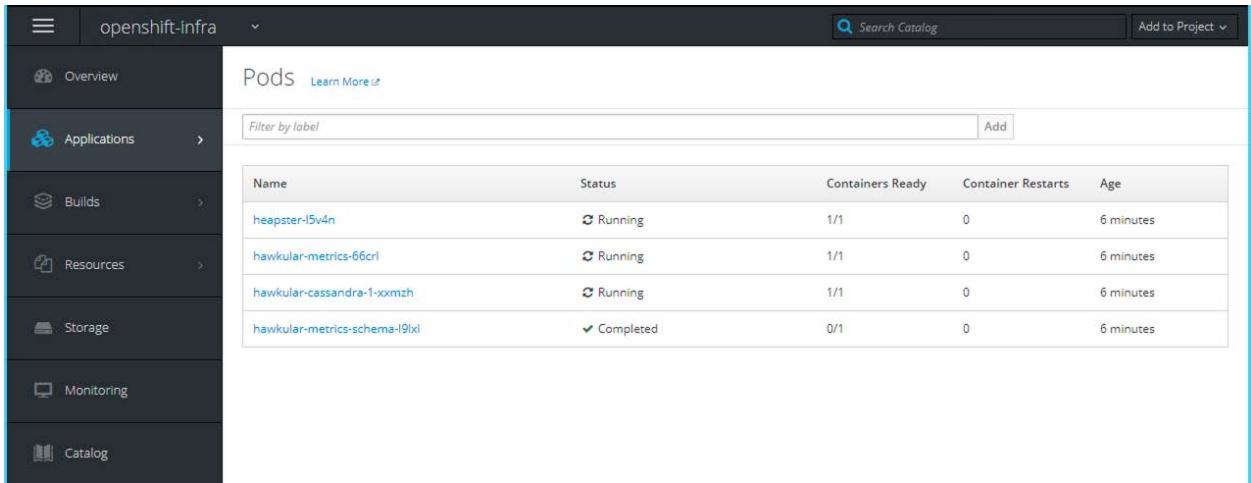 openshift-infra
Search Catalog
Add to Project
Overview
Applications
Builds
Resources
Storage
Monitoring
Catalog
Pods Learn More
Filter by label Add
Name Status Containers Ready Container Restarts Age
heapster-l5v4n Running 1/1 0 6 minutes
hawkular-metrics-66crl Running 1/1 0 6 minutes
hawkular-cassandra-1-xxmzh Running 1/1 0 6 minutes
hawkular-metrics-schema-l9lxl Completed 0/1 0 6 minutes